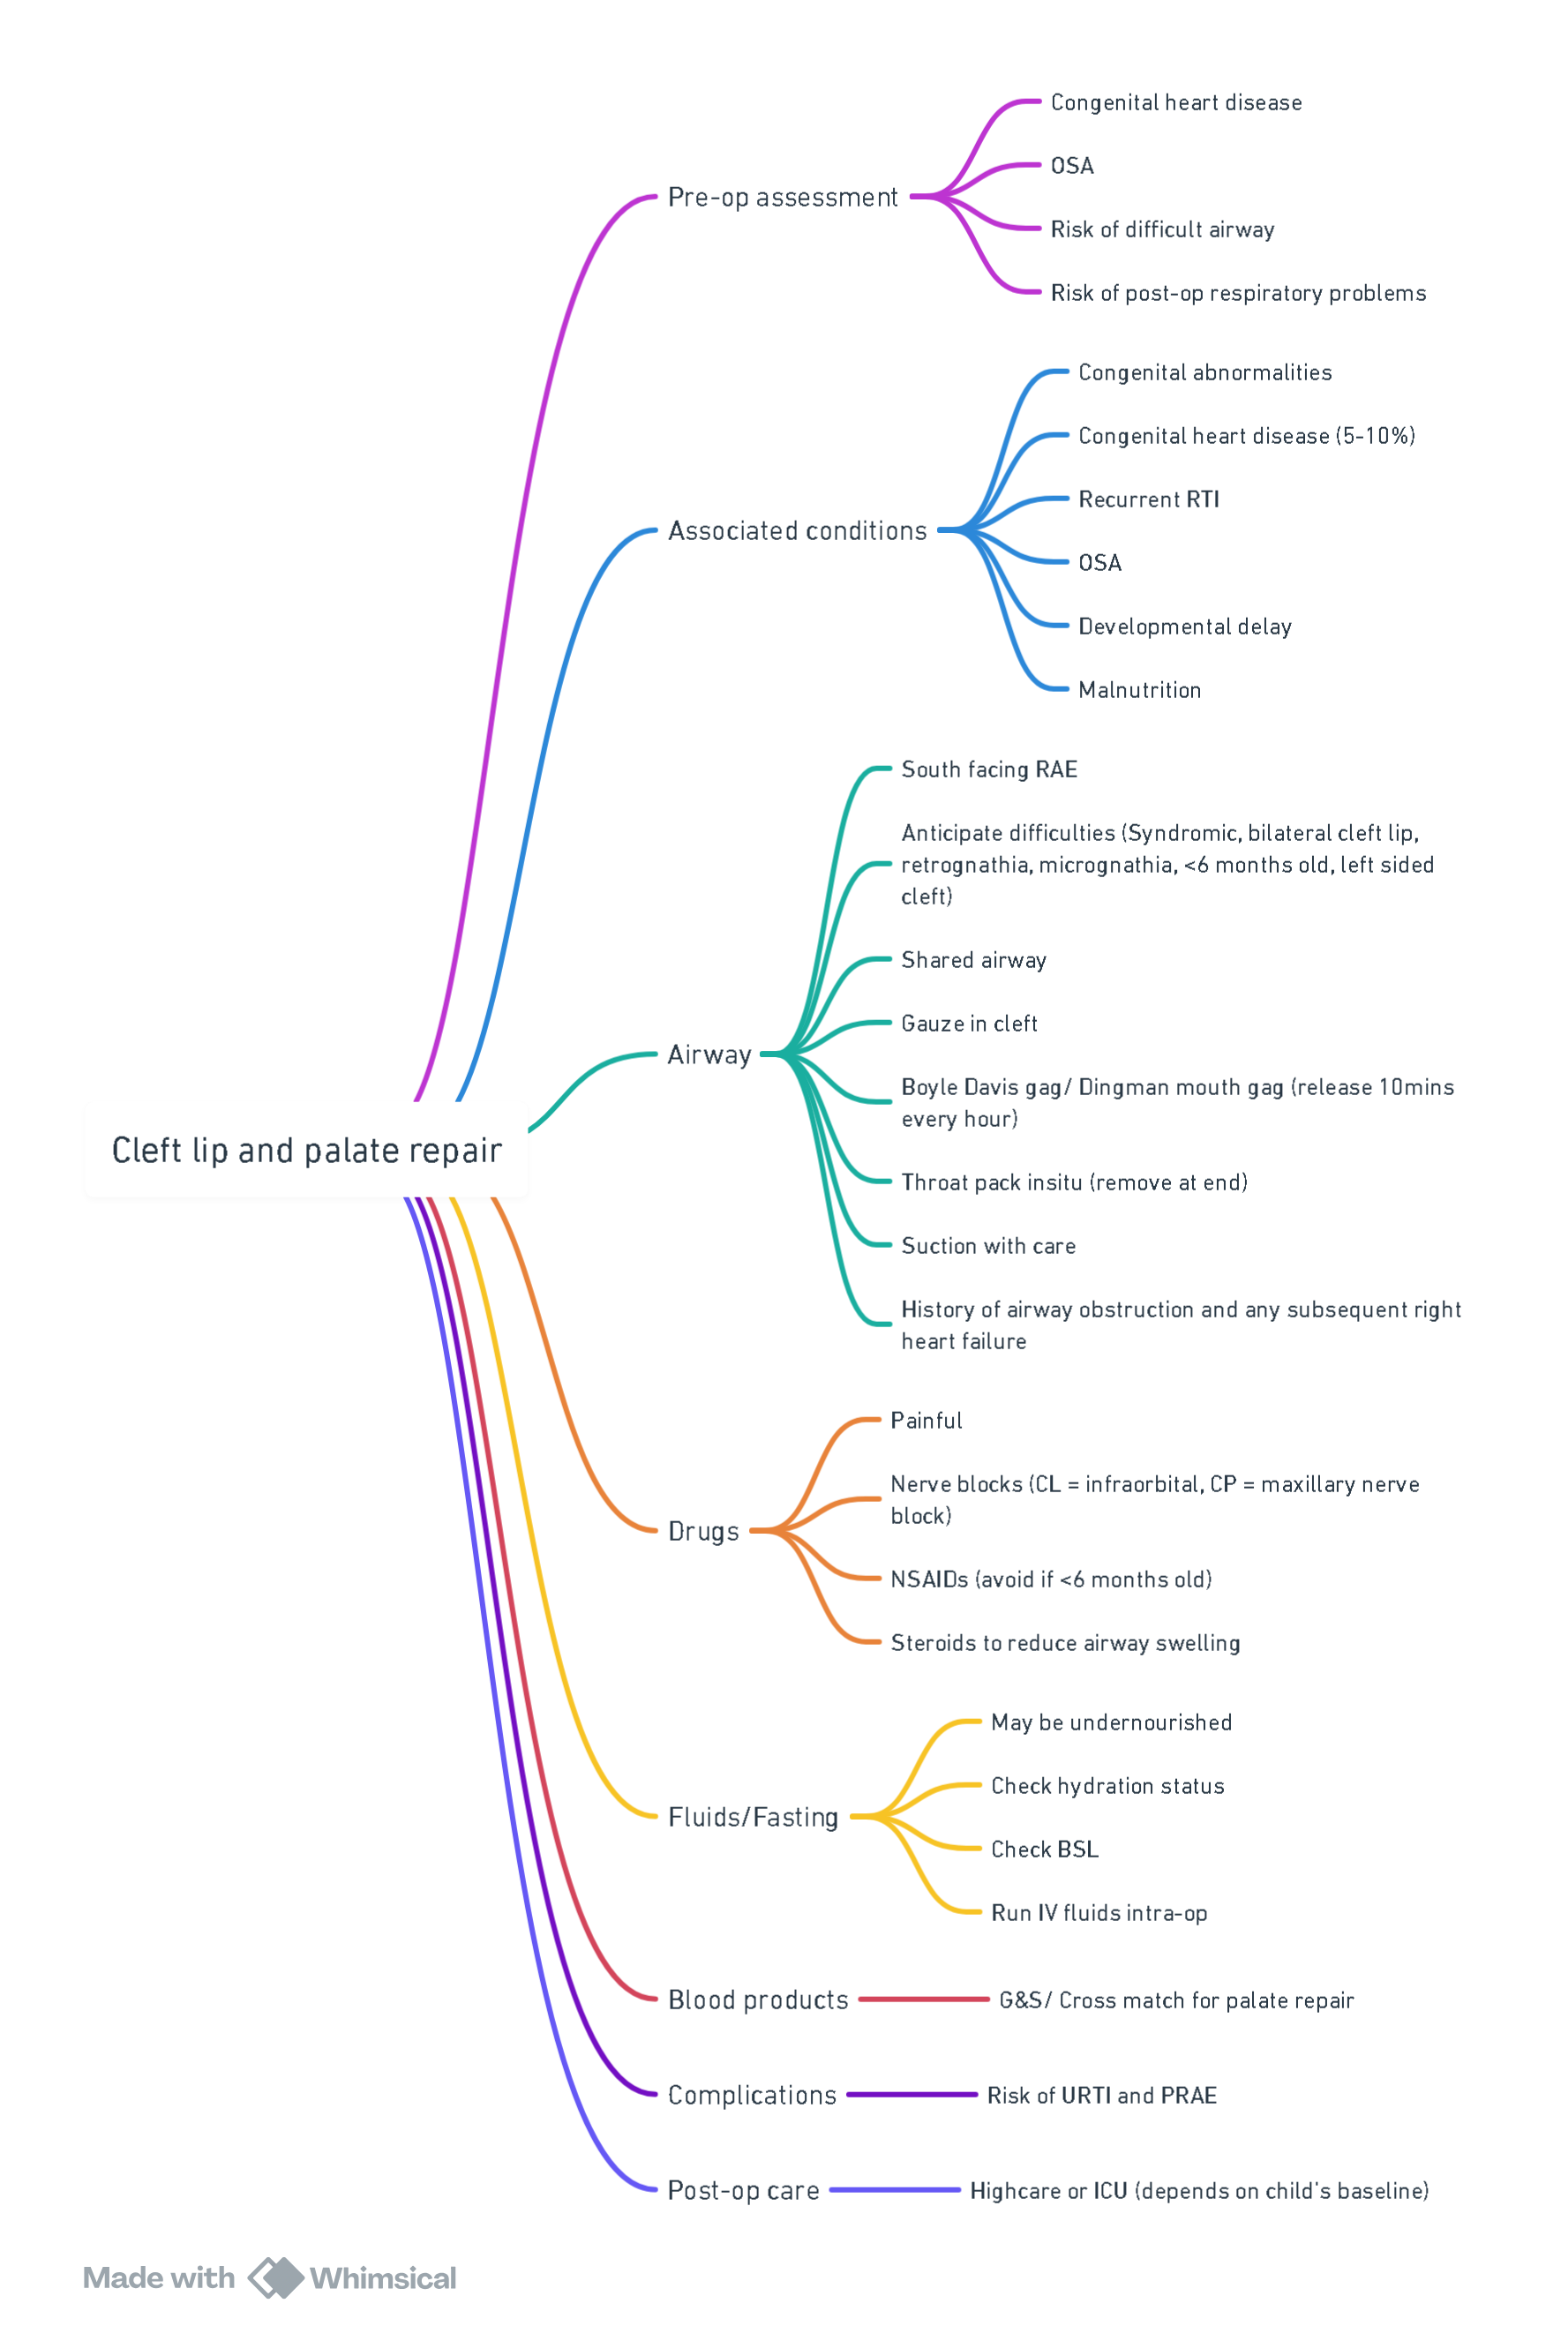 Congenital heart disease
OSA
Pre-op assessment
Risk of difficult airway
Risk of post-op respiratory problems
Congenital abnormalities
Congenital heart disease (5-10%)
Recurrent RTI
Associated conditions
OSA
Developmental delay
Malnutrition
South facing RAE
Anticipate difficulties (Syndromic, bilateral cleft lip,
retrognathia, micrognathia, <6 months old, left sided
cleft)
Shared airway
Gauze in cleft
Airway
Boyle Davis gag/ Dingman mouth gag (release 10mins
every hour)
Cleft lip and palate repair
Throat pack insitu (remove at end)
Suction with care
History of airway obstruction and any subsequent right
heart failure
Painful
Nerve blocks (CL = infraorbital, CP = maxillary nerve
block)
Drugs
NSAIDs (avoid if <6 months old)
Steroids to reduce airway swelling
May be undernourished
Check hydration status
Fluids/Fasting
Check BSL
Run IV fluids intra-op
Blood products
G&S/ Cross match for palate repair
Complications
Risk of URTI and PRAE
Post-op care
Highcare or ICU (depends on child's baseline)
Made with Whimsical